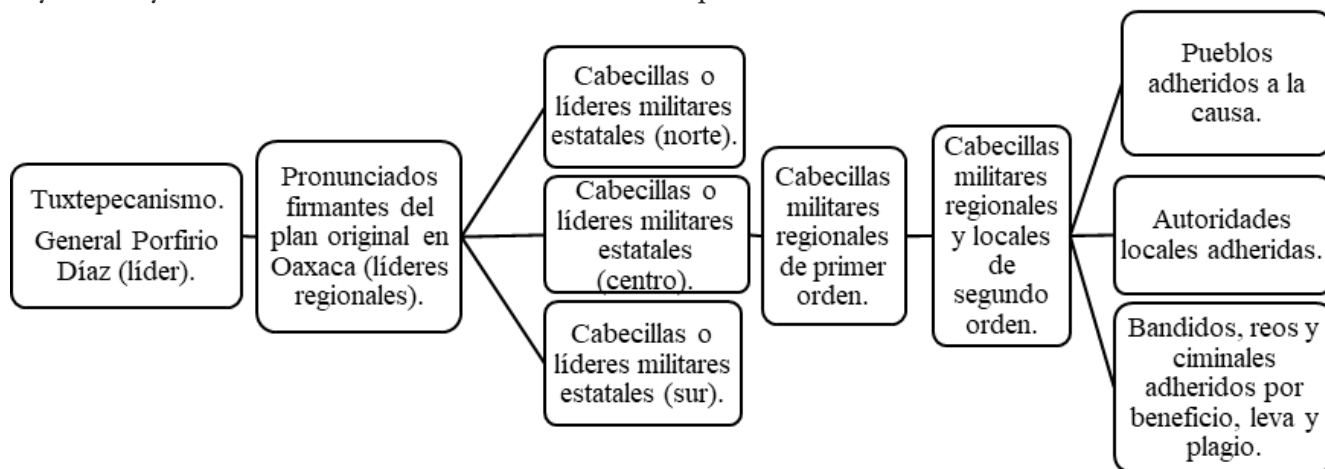 Tuxtepecanismo.
General Porfirio
Díaz (líder).
Pronunciados
firmantes del
plan original en
Oaxaca (líderes
regionales).
Cabecillas o
líderes militares
estatales (norte).
Cabecillas o
líderes militares
estatales
(centro).
Cabecillas o
líderes militares
estatales (sur).
Cabecillas
militares
regionales
de primer
orden.
Cabecillas
militares
regionales
y locales
de
segundo
orden.
Pueblos
adheridos a la
causa.
Autoridades
locales adheridas.
Bandidos, reos y
ciminales
adheridos por
beneficio, leva y
plagio.